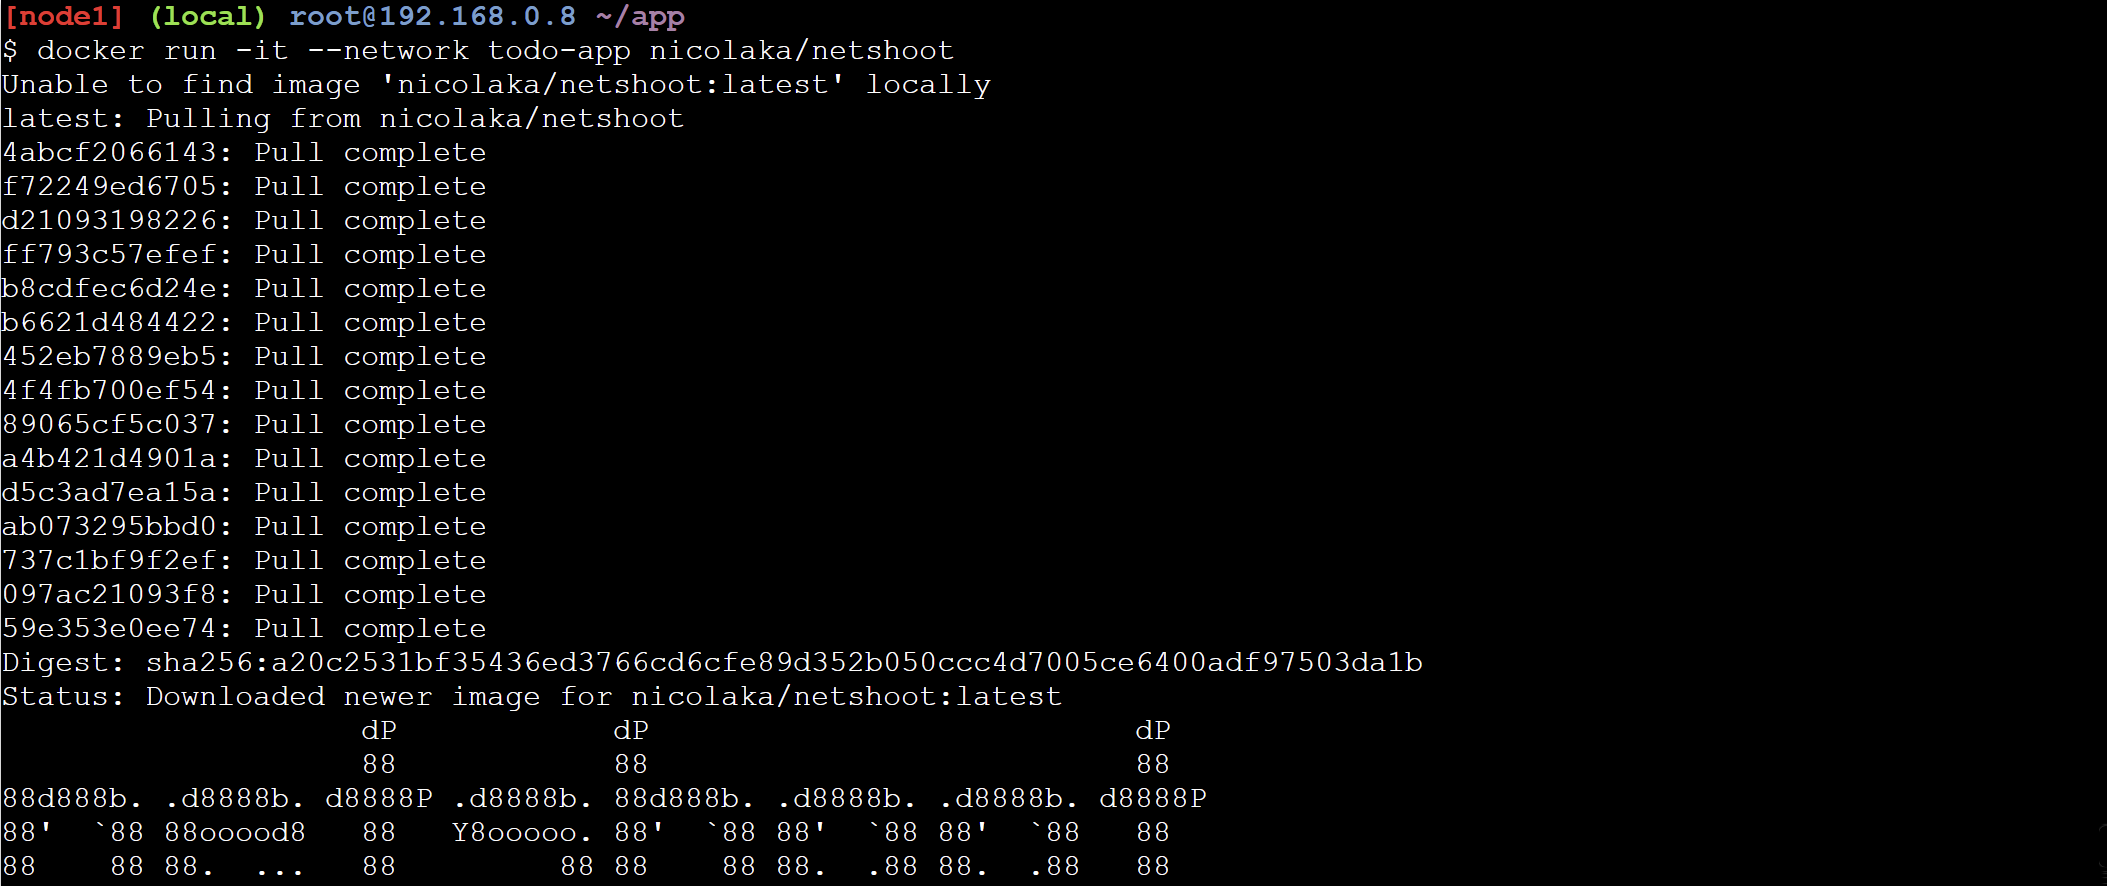 [node1] (local) root@192.168.0.8 ~/app
$ docker run -it --network todo-app nicolaka/netshoot
Unable to find image 'nicolaka/netshoot:latest' locally
latest: Pulling from nicolaka/netshoot
4abcf2066143: Pull complete
f72249ed6705: Pull complete
d21093198226: Pull complete
ff793c57efef: Pull complete
b8cdfec6d24e: Pull complete
b6621d484422: Pull complete
452eb7889eb5: Pull complete
4f4fb700ef54: Pull complete
89065cf5c037: Pull complete
a4b421d4901a: Pull complete
d5c3ad7ea15a: Pull complete
ab073295bbd0: Pull complete
737c1bf9f2ef: Pull complete
097ac21093f8: Pull complete
59e353e0ee74: Pull complete
Digest: sha256:a20c2531bf35436ed3766cd6cfe89d352b050ccc4d7005ce6400adf97503da1b
Status: Downloaded newer image for nicolaka/netshoot:latest
                    dP            dP                           dP
                    88            88                           88
88d888b. .d8888b. d8888P .d8888b. 88d888b. .d8888b. .d8888b. d8888P
88'  `88 88ooood8   88   Y8ooooo. 88'  `88 88'  `88 88'  `88   88
88    88 88.  ...   88         88 88    88 88.  .88 88.  .88   88